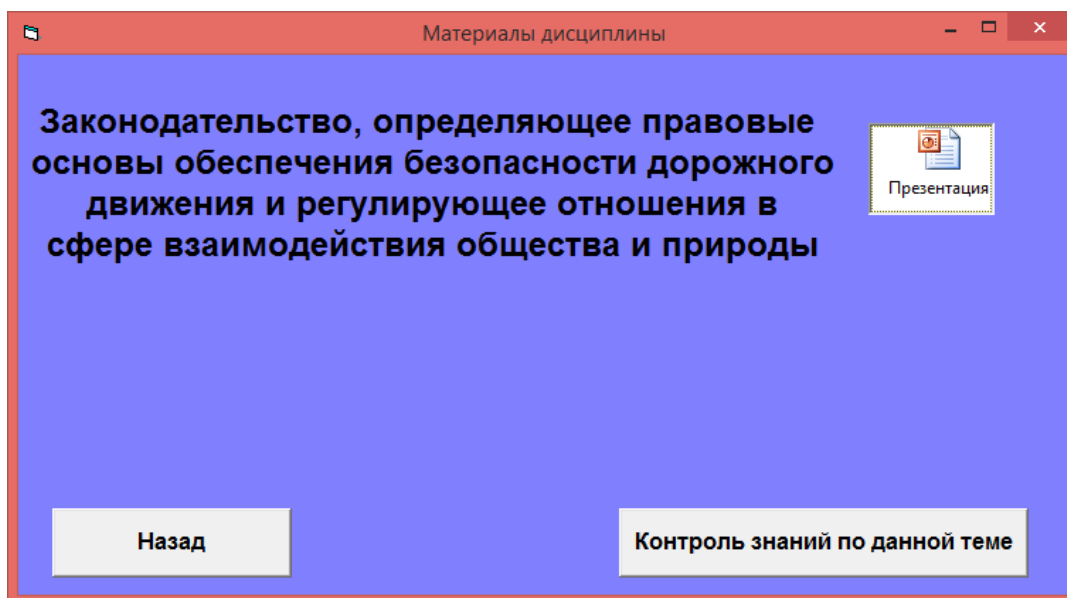 Материалы дисциплины
Законодательство, определяющее правовые
основы обеспечения безопасности дорожного
движения и регулирующее отношения в
сфере взаимодействия общества и природы
Презентация
Назад
Контроль знаний по данной теме